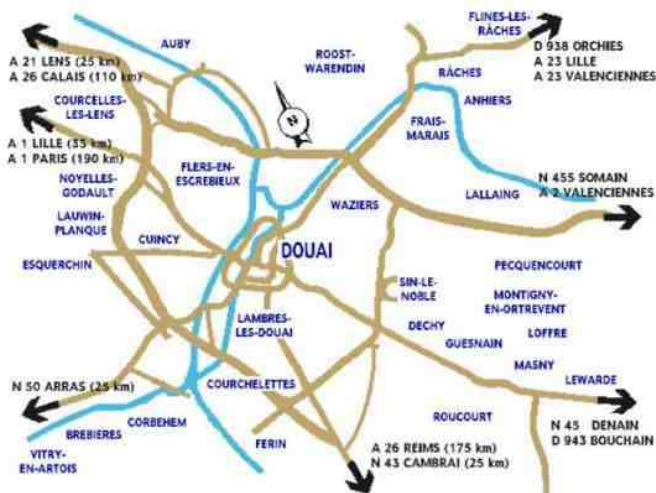 FLINES-LES-
RÂCHES
AUBY
D 938 ORCHIES
A 23 LILLE
A 23 VALENCIENNES
ROOST-
WARENDIN
A 21 LENS (25 km)
A 26 CALAIS (110 km)
RÂCHES
ANHIERS
COURCELLES-
LES-LENS
N
FRAIS-
MARAIS
A 1 LILLE (35 km)
A 1 PARIS (190 km)
FLERS-EN-
ESCREBIEUX
N 455 SOMAIN
A 2 VALENCIENNES
NOYELLES-
GODAULT
LALLAING
WAZIERS
LAUWIN-
PLANQUE
CUINCY
DOUAI
ESQUERCHIN
PECQUENCOURT
SIN-LE-
NOBLE
MONTIGNY-
EN-ORTREVENT
LAMBRES-
LES-DOUAI
DECHY
LOFFRE
GUESNAIN
MASNY
LEWARDE
N 50 ARRAS (25 km)
COURCHELETTES
ROUCOURT
CORBEHEM
BREBIERES
N 45 DENAIN
D 943 BOUCHAIN
FERIN
VITRY-
EN-ARTOIS
A 26 REIMS (175 km)
N 43 CAMBRAI (25 km)